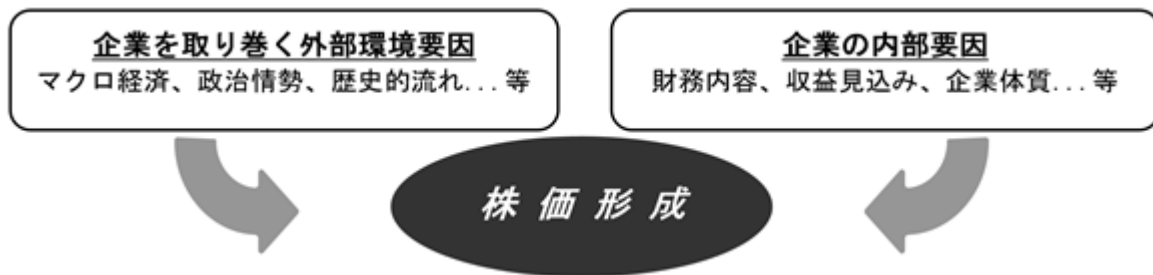 企業を取り巻く外部環境要因
マクロ経済、政治情勢、歴史的流れ...等
企業の内部要因
財務内容、収益見込み、企業体質...等
株価形成